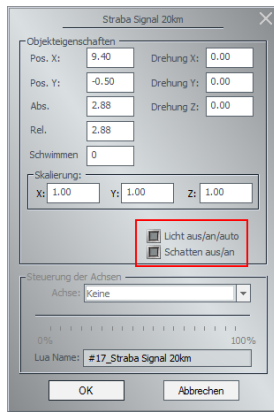 Straba Signal 20km
Objekteigenschaften
Pos. X: 9.40 Drehung X: 0.00
Pos. Y: -0.50 Drehung Y: 0.00
Abs. 2.88 Drehung Z: 0.00
Rel. 2.88
Schwimmen 0
Skalierung:
X: 1.00 Y: 1.00 Z: 1.00
Licht aus/an/auto
Schatten aus/an
Steuerung der Achsen
Achse: Keine
0% 100%
Lua Name: #17_Straba Signal 20km
OK Abbrechen